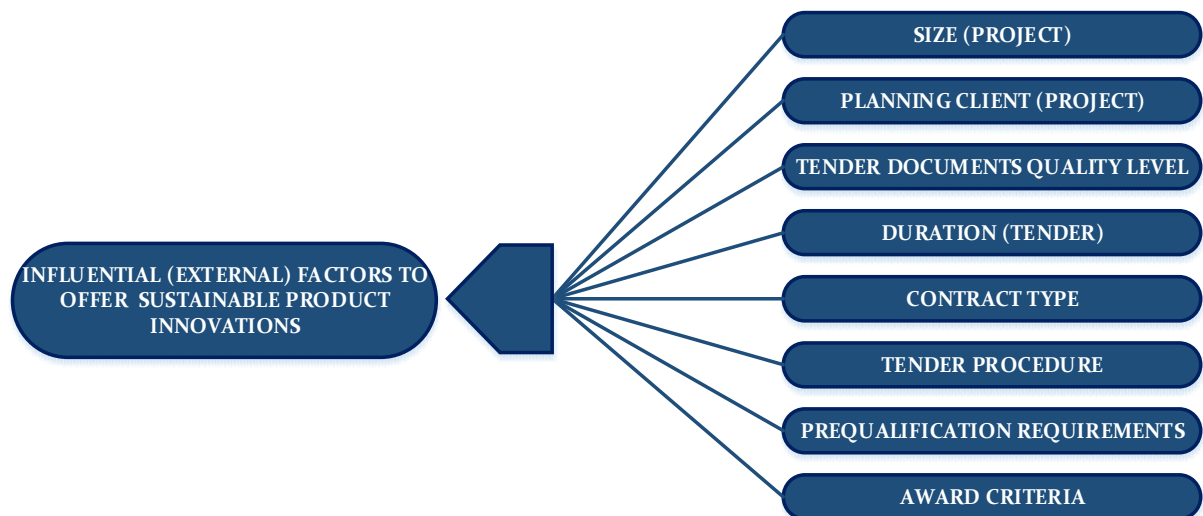 SIZE (PROJECT)
PLANNING CLIENT (PROJECT)
TENDER DOCUMENTS QUALITY LEVEL
DURATION (TENDER)
INFLUENTIAL (EXTERNAL) FACTORS TO
OFFER SUSTAINABLE PRODUCT
INNOVATIONS
CONTRACT TYPE
TENDER PROCEDURE
PREQUALIFICATION REQUIREMENTS
AWARD CRITERIA